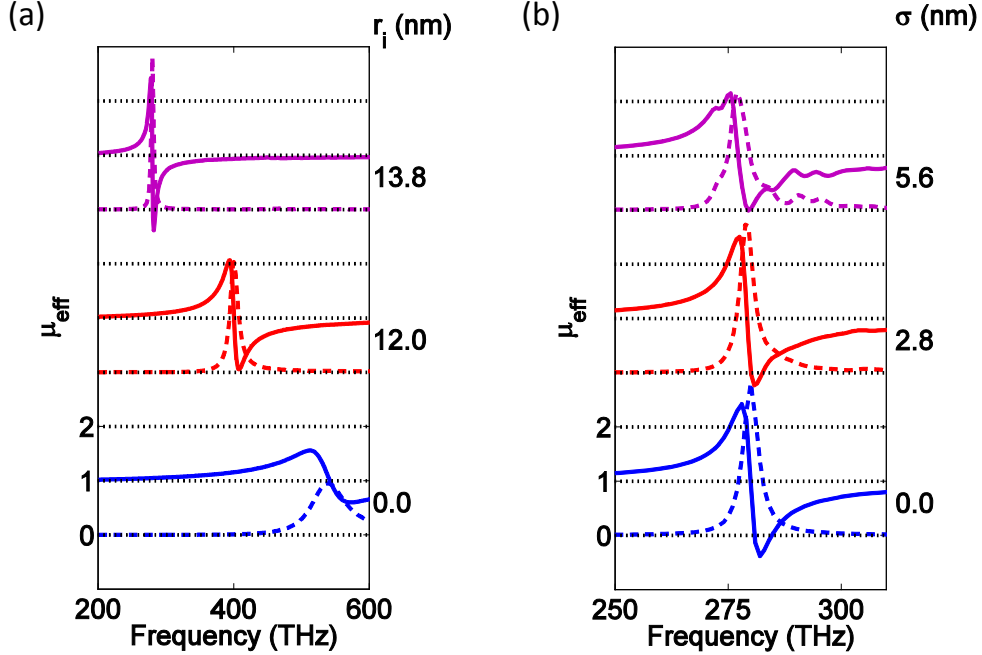 (a)
r_i (nm)
(b)
σ (nm)
13.8
5.6
μ_eff
12.0
μ_eff
2.8
2
1
0
0.0
2
1
0
0.0
200
400
600
250
275
300
Frequency (THz)
Frequency (THz)